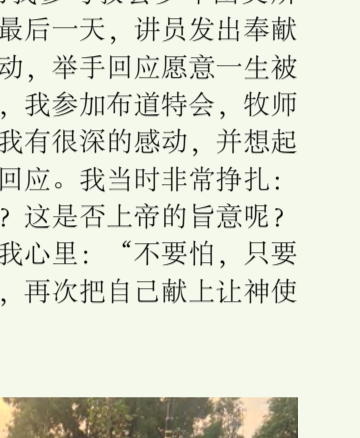 最后一天，讲员发出奉献
动，举手回应愿意一生被
，我参加布道特会，牧师
我有很深的感动，并想起
回应。我当时非常挣扎：
？这是否上帝的旨意呢？
我心里：“不要怕，只要
，再次把自己献上让神使